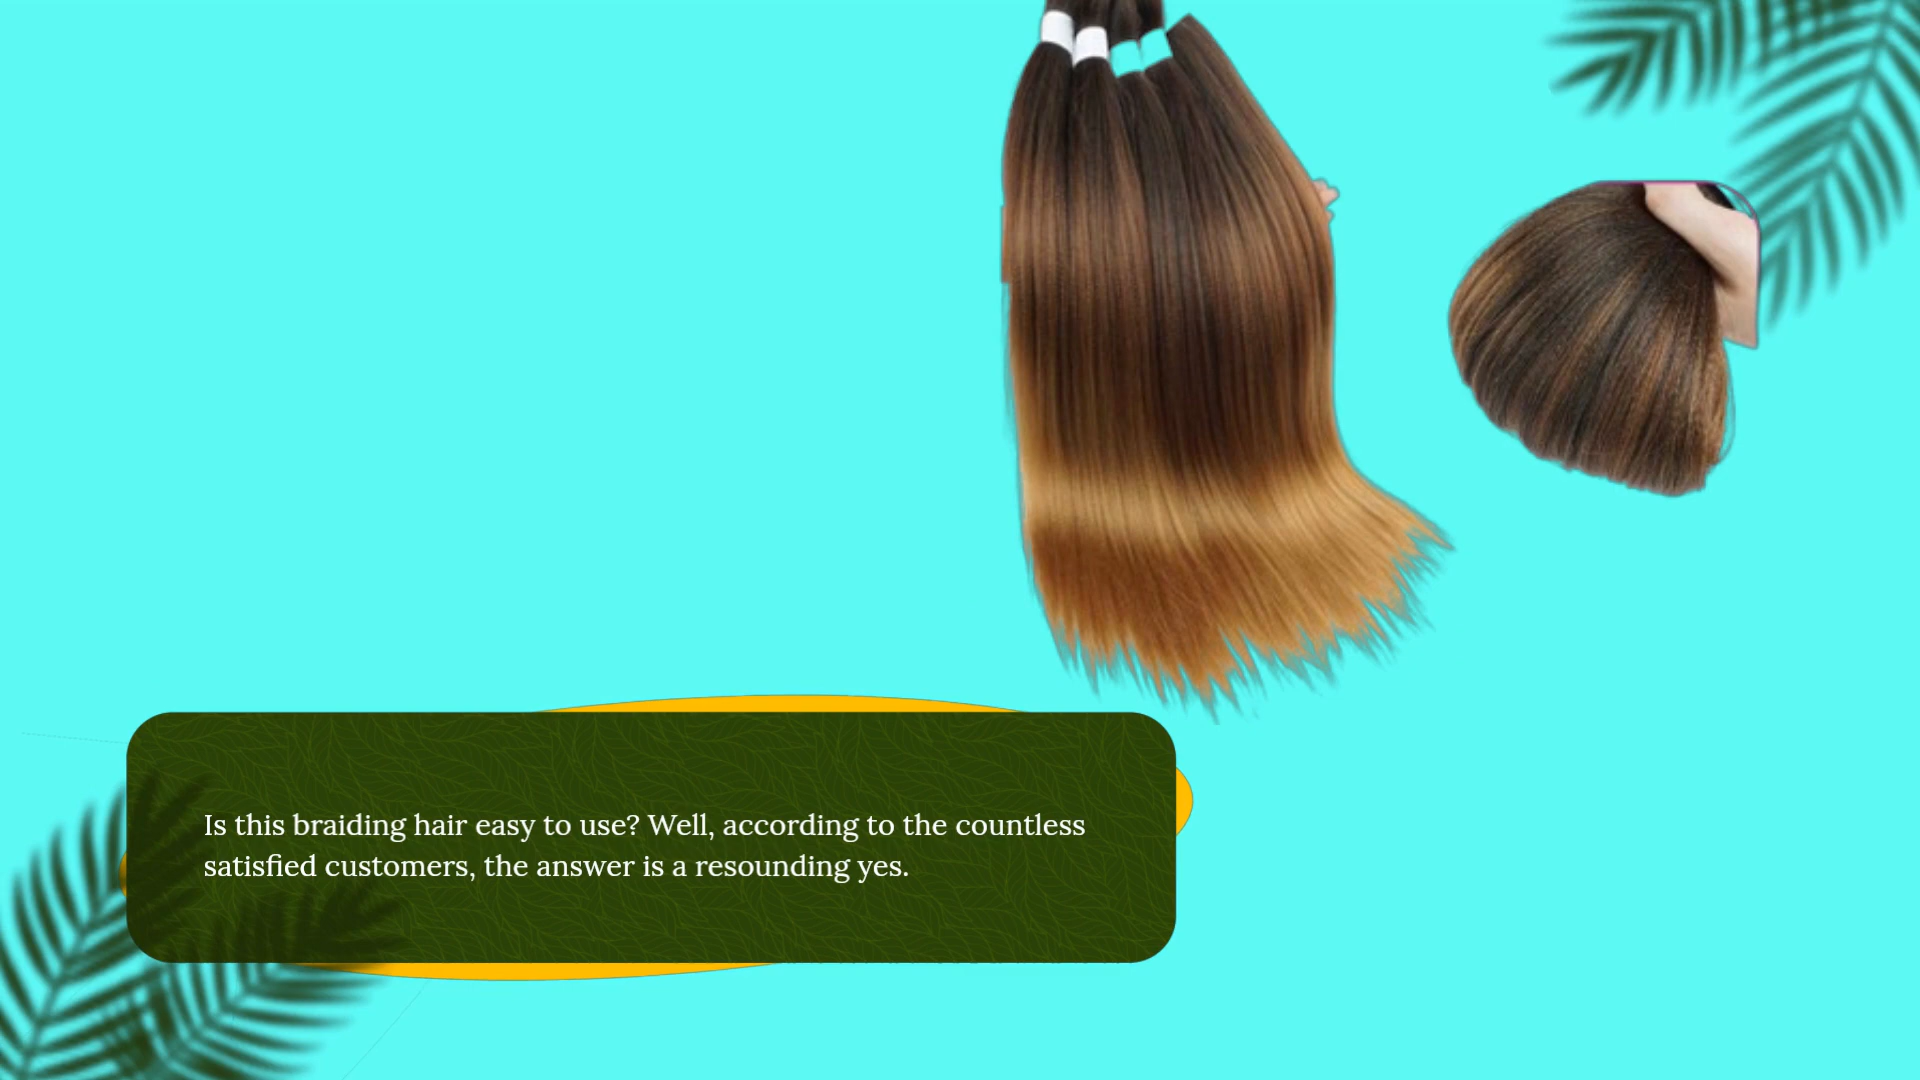 Is this braiding hair easy to use? Well, according to the countless
satisfied customers, the answer is a resounding yes.